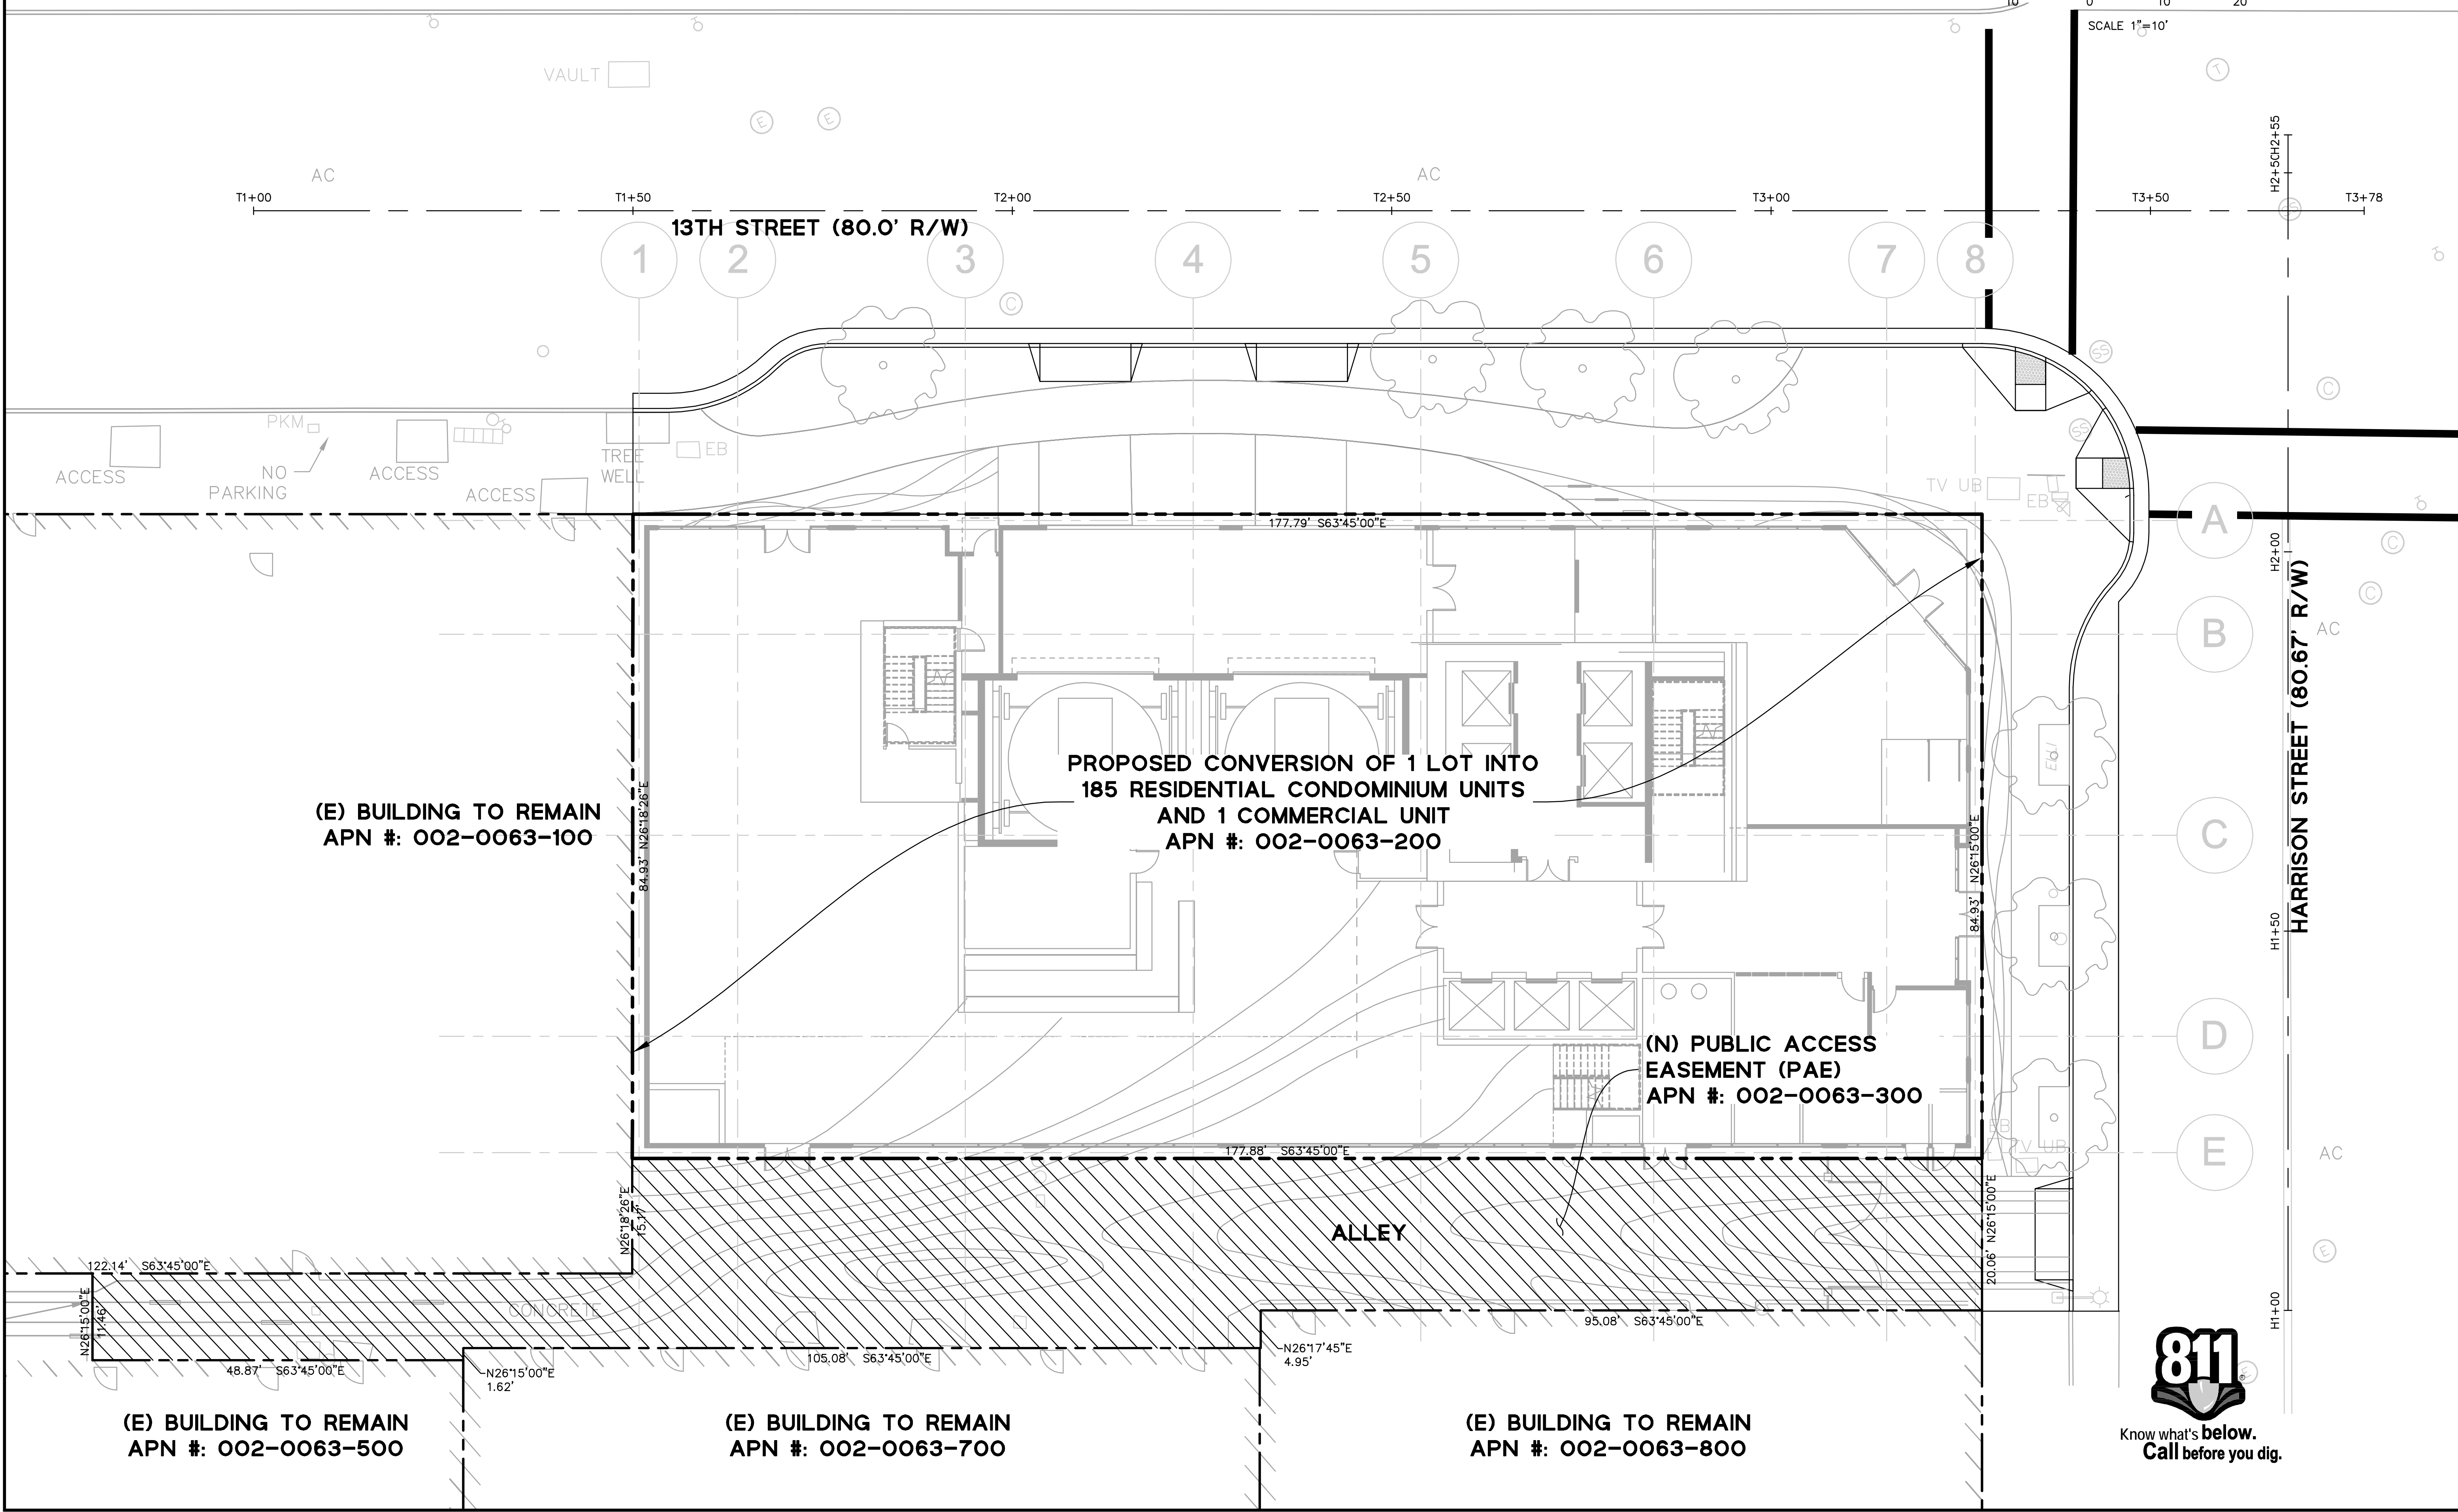 10 0 10 20
SCALE 1"=10'
VAULT
T
E
E
AC
AC
H2+55
T1+00
T1+50
T2+00
T2+50
T3+00
T3+50
T3+78
13TH STREET (80.0' R/W)
SS
1
2
3
4
5
6
7
8
C
SS
C
PKM
SS
ACCESS
NO
PARKING
ACCESS
ACCESS
TREE
WELL
EB
TV UB
EB
A
177.79' S63°45'00"E
C
H2+00
C
B
AC
HARRISON STREET (80.67' R/W)
PROPOSED CONVERSION OF 1 LOT INTO
185 RESIDENTIAL CONDOMINIUM UNITS
AND 1 COMMERCIAL UNIT
APN #: 002-0063-200
(E) BUILDING TO REMAIN
APN #: 002-0063-100
84.93' N26°18'26"E
84.93' N26°15'00"E
C
H1+50
D
(N) PUBLIC ACCESS
EASEMENT (PAE)
APN #: 002-0063-300
EB
TV UB
177.88' S63°45'00"E
E
AC
N26°18'26"E
ALLEY
20.06' N26°15'00"E
E
122.14' S63°45'00"E
N26°15'00"E
11.46'
CONCRETE
H1+00
95.08' S63°45'00"E
N26°17'45"E
4.95'
105.08' S63°45'00"E
48.87' S63°45'00"E
N26°15'00"E
1.62'
(E) BUILDING TO REMAIN
APN #: 002-0063-500
(E) BUILDING TO REMAIN
APN #: 002-0063-700
(E) BUILDING TO REMAIN
APN #: 002-0063-800
811
Know what's below.
Call before you dig.